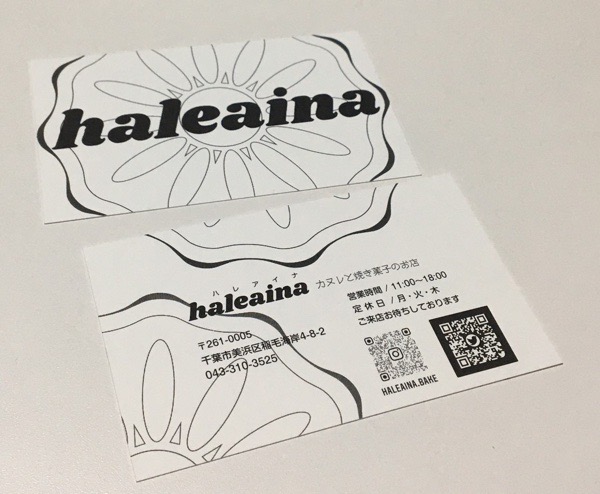 haleaina
ハレアイナ
haleaina カヌレと焼き菓子のお店
〒261-0005
千葉市美浜区稲毛海岸4-8-2
043-310-3525
営業時間 / 11:00~18:00
定休日 / 月・火・木
ご来店お待ちしております
HALEAINA.BAKE